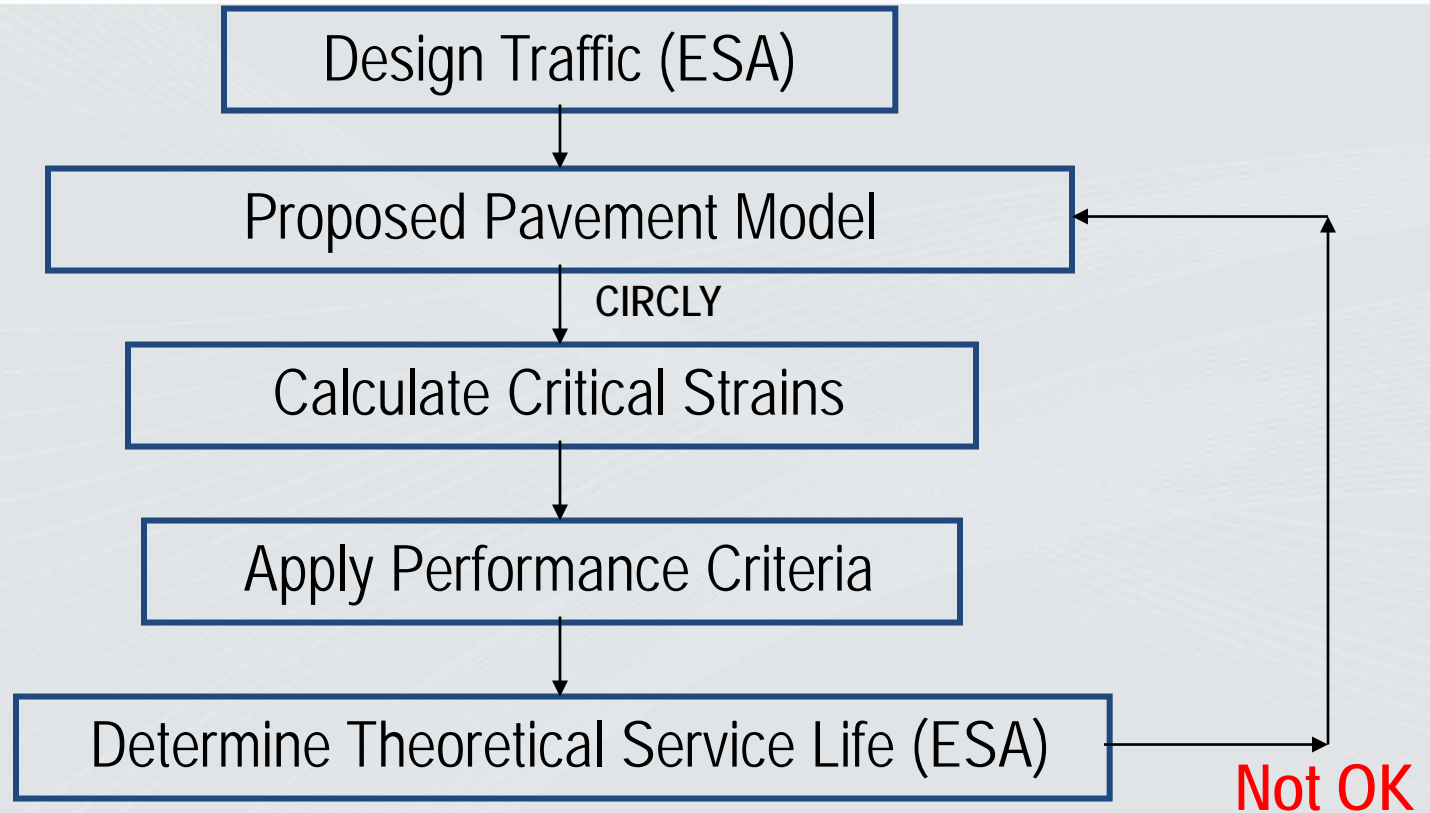 Design Traffic (ESA)
Proposed Pavement Model
CIRCLY
Calculate Critical Strains
Apply Performance Criteria
Determine Theoretical Service Life (ESA)
Not OK